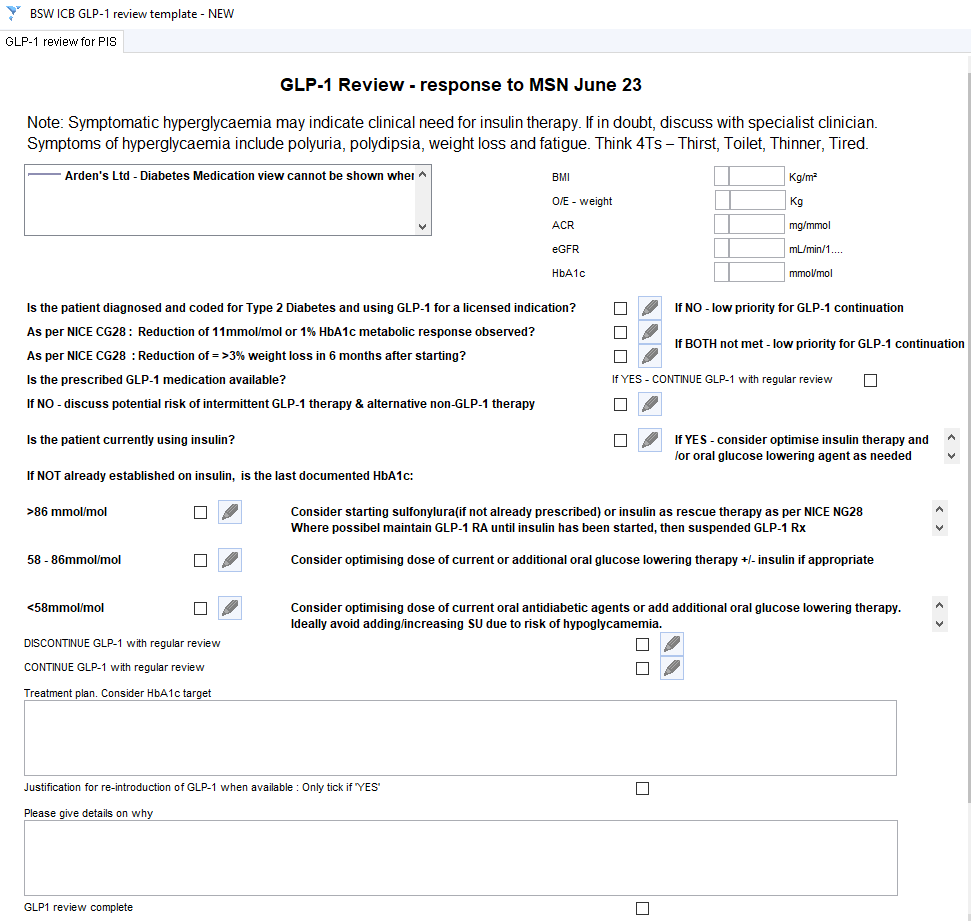 BSW ICB GLP-1 review template - NEW
GLP-1 review for PIS
GLP-1 Review - response to MSN June 23
Note: Symptomatic hyperglycaemia may indicate clinical need for insulin therapy. If in doubt, discuss with specialist clinician.
Symptoms of hyperglycaemia include polyuria, polydipsia, weight loss and fatigue. Think 4Ts – Thirst, Toilet, Thinner, Tired.
Arden's Ltd - Diabetes Medication view cannot be shown when
BMI Kg/m²
O/E - weight Kg
ACR mg/mmol
eGFR mL/min/1....
HbA1c mmol/mol
Is the patient diagnosed and coded for Type 2 Diabetes and using GLP-1 for a licensed indication? If NO - low priority for GLP-1 continuation
As per NICE CG28 : Reduction of 11mmol/mol or 1% HbA1c metabolic response observed?
If BOTH not met - low priority for GLP-1 continuation
As per NICE CG28 : Reduction of = >3% weight loss in 6 months after starting?
Is the prescribed GLP-1 medication available? If YES - CONTINUE GLP-1 with regular review
If NO - discuss potential risk of intermittent GLP-1 therapy & alternative non-GLP-1 therapy
Is the patient currently using insulin? If YES - consider optimise insulin therapy and
/or oral glucose lowering agent as needed
If NOT already established on insulin, is the last documented HbA1c:
>86 mmol/mol Consider starting sulfonylura(if not already prescribed) or insulin as rescue therapy as per NICE NG28
Where possibel maintain GLP-1 RA until insulin has been started, then suspended GLP-1 Rx
58 - 86mmol/mol Consider optimising dose of current or additional oral glucose lowering therapy +/- insulin if appropriate
<58mmol/mol Consider optimising dose of current oral antidiabetic agents or add additional oral glucose lowering therapy.
Ideally avoid adding/increasing SU due to risk of hypoglycamemia.
DISCONTINUE GLP-1 with regular review
CONTINUE GLP-1 with regular review
Treatment plan. Consider HbA1c target
Justification for re-introduction of GLP-1 when available : Only tick if 'YES'
Please give details on why
GLP1 review complete